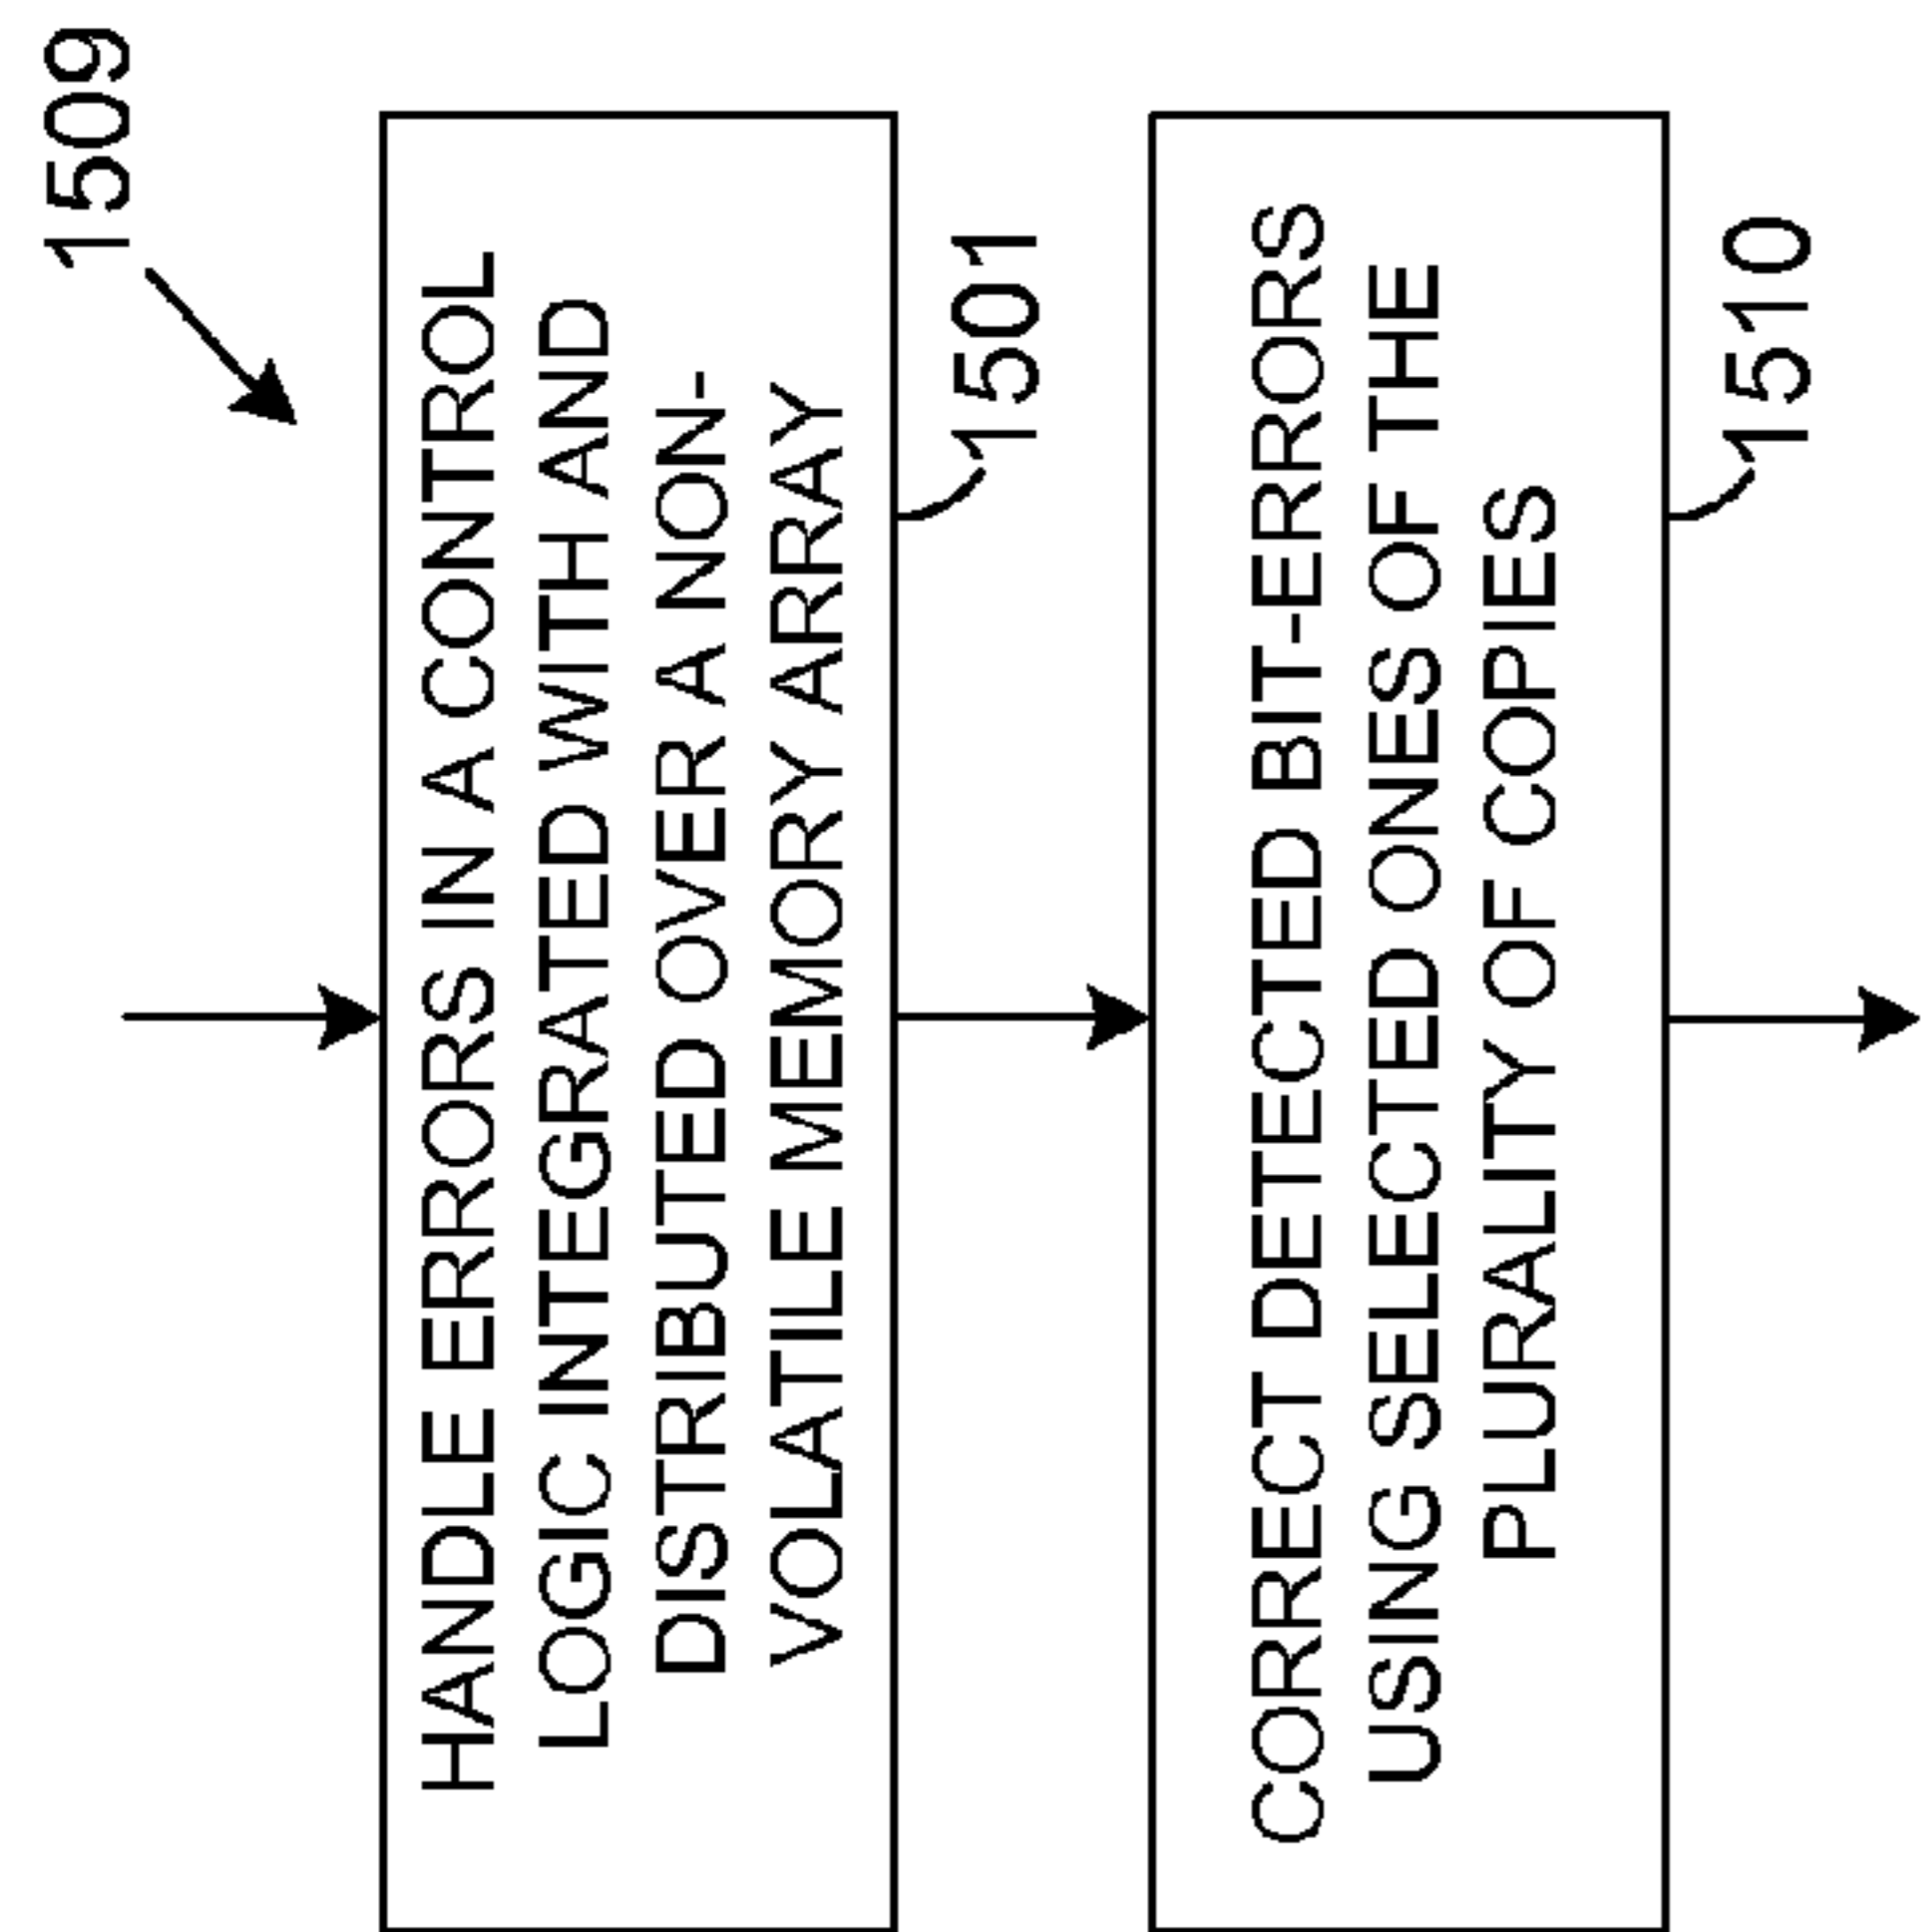 1509
HANDLE ERRORS IN A CONTROL
LOGIC INTEGRATED WITH AND
DISTRIBUTED OVER A NON-
VOLATILE MEMORY ARRAY
1501
CORRECT DETECTED BIT-ERRORS
USING SELECTED ONES OF THE
PLURALITY OF COPIES
1510